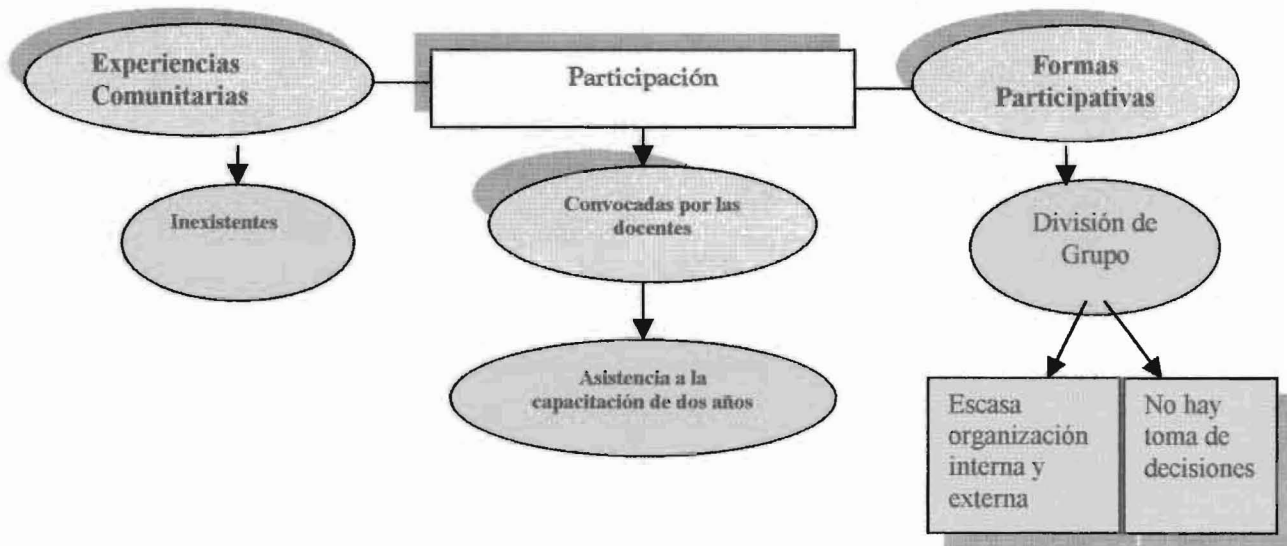 Experiencias
Comunitarias
Participación
Formas
Participativas
Inexistentes
Convocadas por las
docentes
División de
Grupo
Asistencia a la
capacitación de dos años
Escasa
organización
interna y
externa
No hay
toma de
decisiones